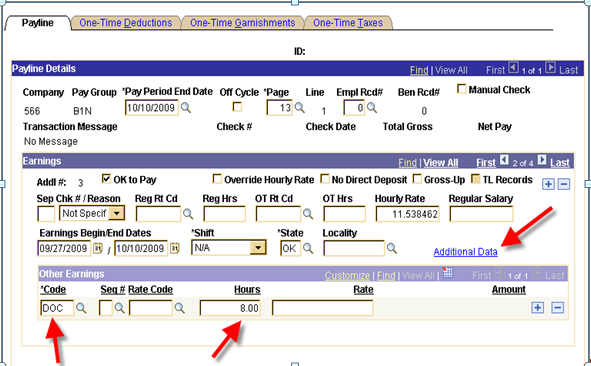 Payline One-Time Deductions One-Time Garnishments One-Time Taxes
ID:
Payline Details Find | View All First 1 of 1 Last
Company Pay Group *Pay Period End Date Off Cycle *Page Line Empl Rcd# Ben Rcd# Manual Check
566 B1N 10/10/2009 13 1 0 0
Transaction Message Check # Check Date Total Gross Net Pay
No Message
Earnings Find | View All First 2 of 4 Last
Addl #: 3 OK to Pay Override Hourly Rate No Direct Deposit Gross-Up TL Records
Sep Chk # / Reason Reg Rt Cd Reg Hrs OT Rt Cd OT Hrs Hourly Rate Regular Salary
Not Specif 11.538462
Earnings Begin/End Dates *Shift *State Locality
09/27/2009 / 10/10/2009 N/A OK Additional Data
Other Earnings Customize | Find | View All | First 1 of 1 Last
*Code Seq # Rate Code Hours Rate Amount
DOC 8.00